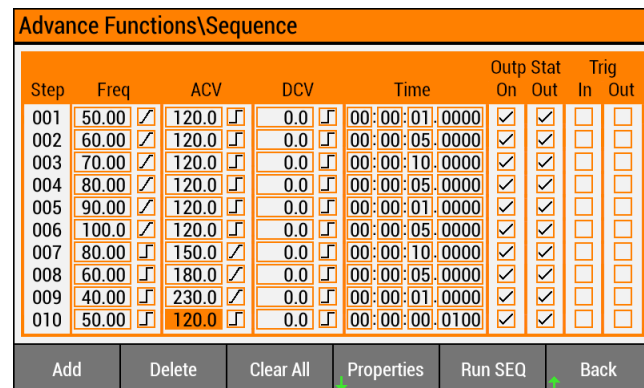 Advance Functions\Sequence
Outp Stat Trig
Step Freq ACV DCV Time On Out In Out
001 50.00 120.0 0.0 00:00:01.0000
002 60.00 120.0 0.0 00:00:05.0000
003 70.00 120.0 0.0 00:00:10.0000
004 80.00 120.0 0.0 00:00:05.0000
005 90.00 120.0 0.0 00:00:01.0000
006 100.0 120.0 0.0 00:00:05.0000
007 80.00 150.0 0.0 00:00:10.0000
008 60.00 180.0 0.0 00:00:05.0000
009 40.00 230.0 0.0 00:00:01.0000
010 50.00 120.0 0.0 00:00:00.0100
Add Delete Clear All Properties Run SEQ Back